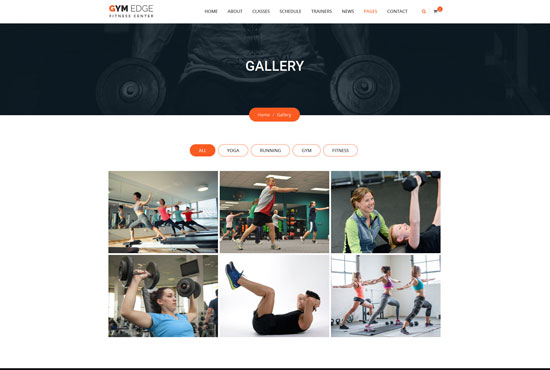 GYM EDGE
FITNESS CENTER
HOME ABOUT CLASSES SCHEDULE TRAINERS NEWS PAGES CONTACT
GALLERY
Home / Gallery
ALL YOGA RUNNING GYM FITNESS